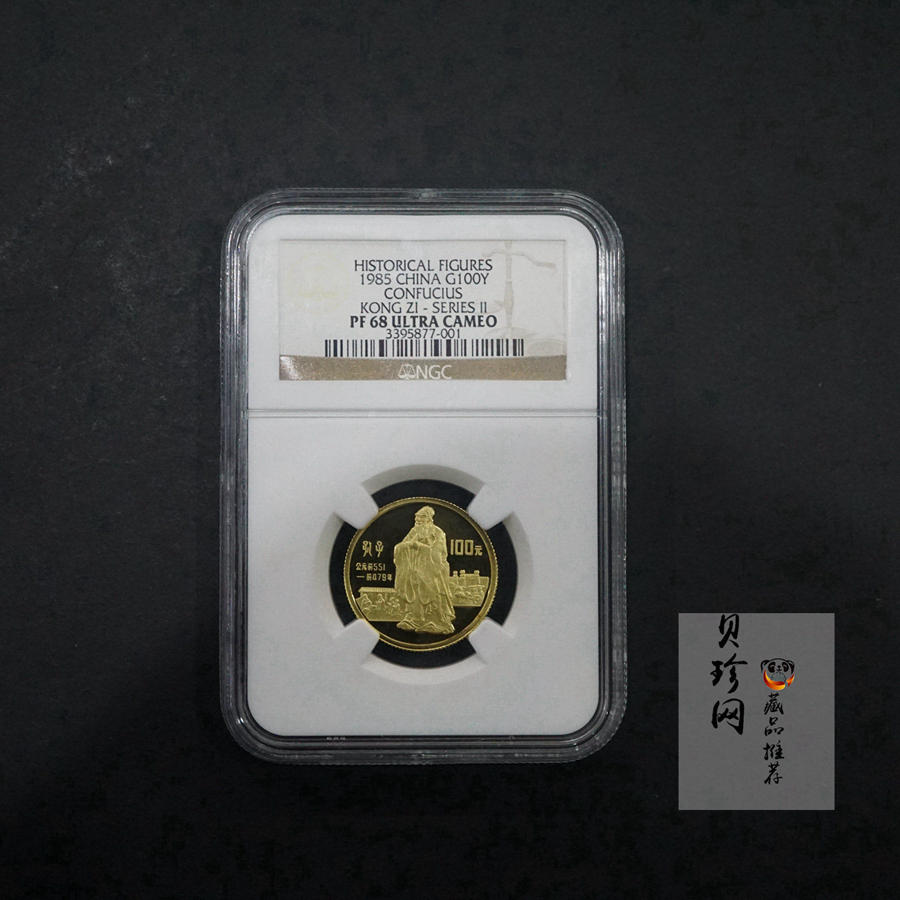 HISTORICAL FIGURES
1985 CHINA G100Y
CONFUCIUS
KONG ZI - SERIES II
PF 68 ULTRA CAMEO
3395877-001
NGC
孔子
100元
公元前551
一前479年
贝珍网
藏品推荐